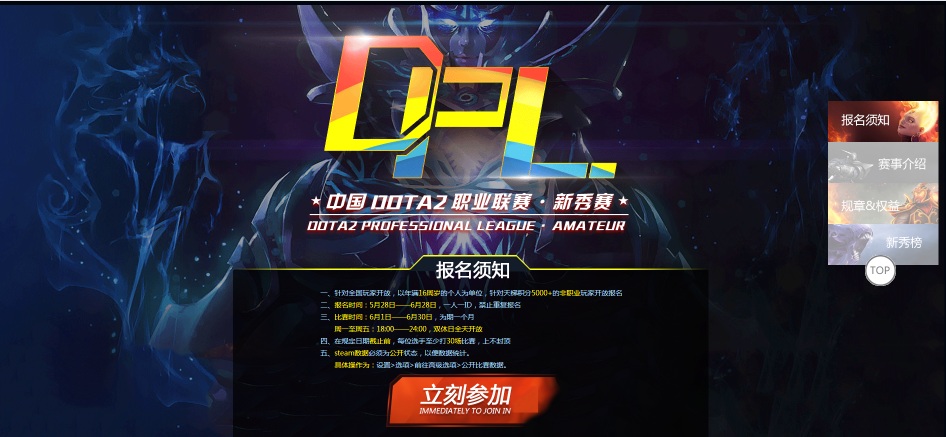 DPL
中国 DOTA2 职业联赛·新秀赛
DOTA2 PROFESSIONAL LEAGUE · AMATEUR
报名须知
一、针对全国玩家开放，以年满16周岁的个人为单位，针对天梯积分5000+的非职业玩家开放报名
二、报名时间：5月28日——6月28日，一人一ID，禁止重复报名
三、比赛时间：6月1日——6月30日，为期一个月
周一至周五：18:00——24:00，双休日全天开放
四、在规定日期截止前，每位选手至少打30场比赛，上不封顶
五、steam数据必须为公开状态，以便数据统计。
具体操作为：设置>选项>前往高级选项>公开比赛数据。
立刻参加
IMMEDIATELY TO JOIN IN
报名须知
赛事介绍
规章&权益
新秀榜
TOP